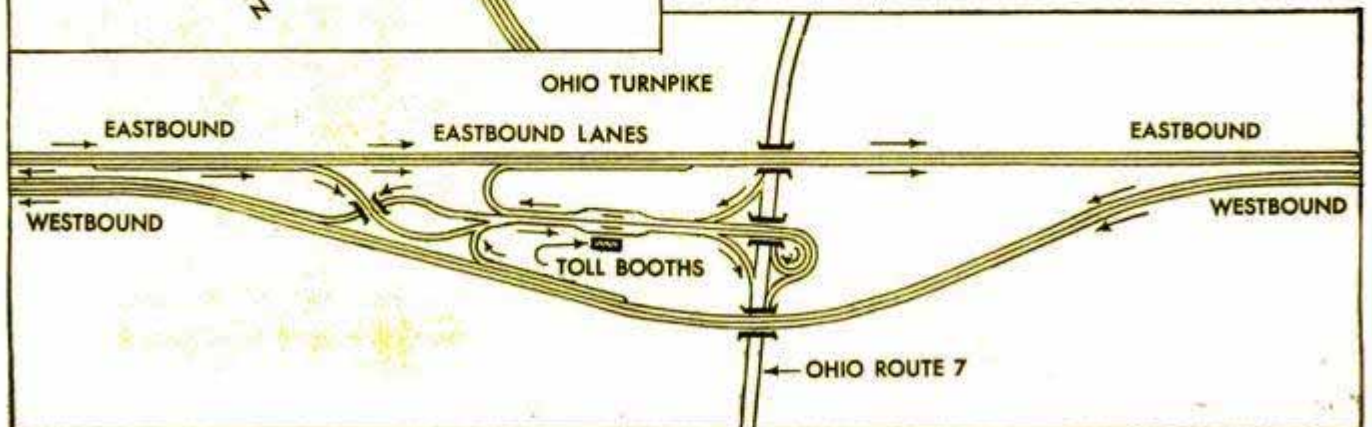 N
OHIO TURNPIKE
EASTBOUND
EASTBOUND LANES
EASTBOUND
WESTBOUND
WESTBOUND
TOLL BOOTHS
OHIO ROUTE 7